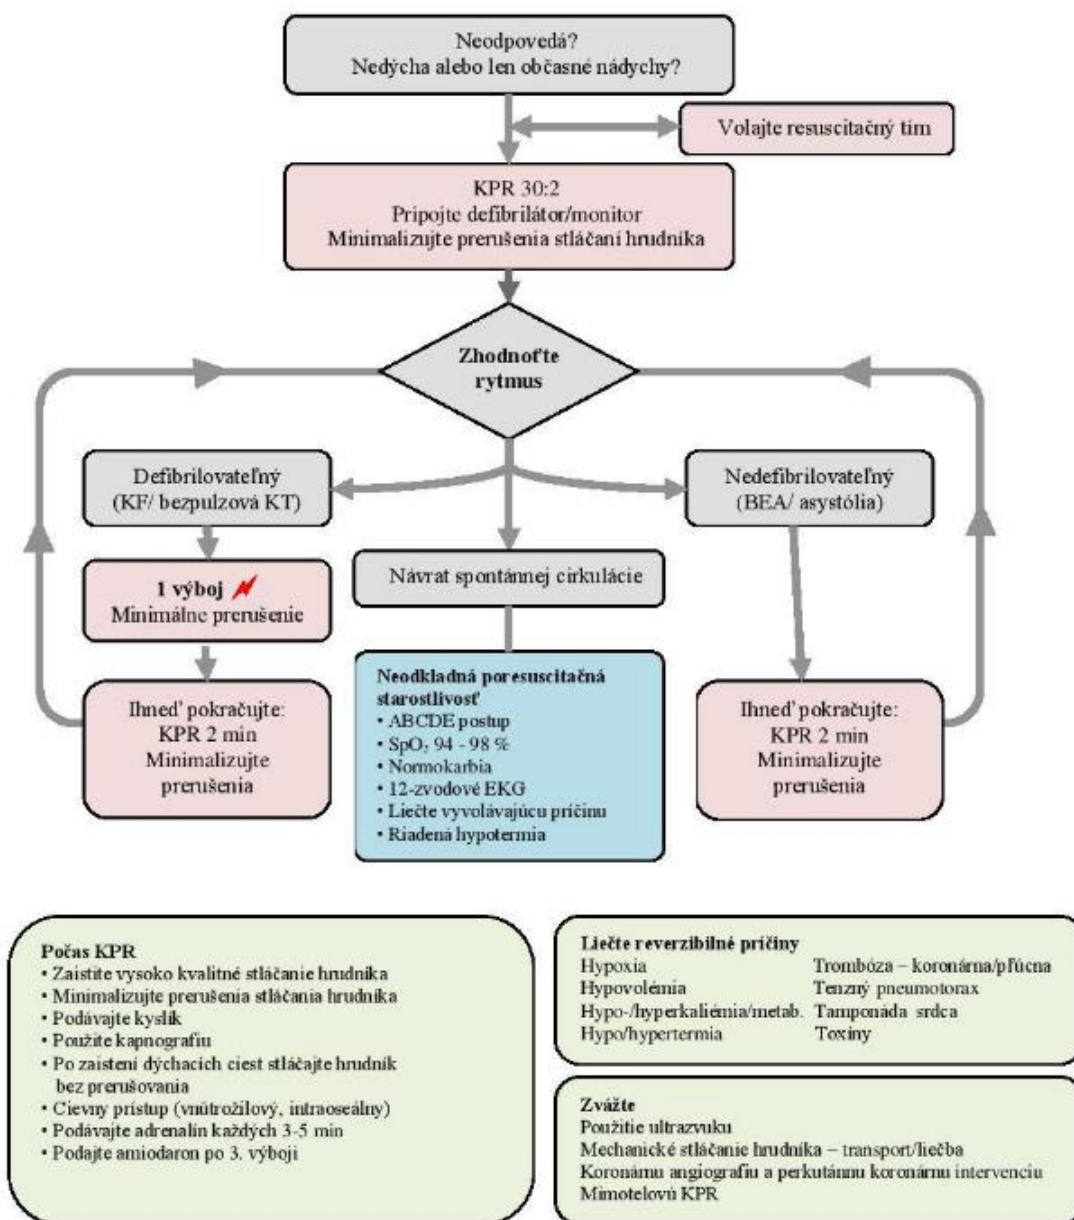 Neodpovedá?
Nedýcha alebo len občasné nádychy?
Volajte resuscitačný tím
KPR 30:2
Pripojte defibrilátor/monitor
Minimalizujte prerušenia stláčaní hrudníka
Zhodnoťte
rytmus
Defibrilovateľný
(KF/ bezpulzová KT)
Nedefibrilovateľný
(BEA/ asystólia)
1 výboj
Minimálne prerušenie
Návrat spontánnej cirkulácie
Ihneď pokračujte:
KPR 2 min
Minimalizujte
prerušenia
Neodkladná poresuscitačná
starostlivosť
• ABCDE postup
• SpO₂ 94 - 98 %
• Normokarbia
• 12-zvodové EKG
• Liečte vyvolávajúcu príčinu
• Riadená hypotermia
Ihneď pokračujte:
KPR 2 min
Minimalizujte
prerušenia
Počas KPR
• Zaistite vysoko kvalitné stláčanie hrudníka
• Minimalizujte prerušenia stláčania hrudníka
• Podávajte kyslík
• Použite kapnografiu
• Po zaistení dýchacích ciest stláčajte hrudník
bez prerušovania
• Cievny prístup (vnútrožilový, intraoseálny)
• Podávajte adrenalín každých 3-5 min
• Podajte amiodaron po 3. výboji
Liečte reverzibilné príčiny
Hypoxia Trombóza – koronárna/pľúcna
Hypovolémia Tenzný pneumotorax
Hypo-/hyperkaliémia/metab. Tamponáda srdca
Hypo/hypertermia Toxíny
Zvážte
Použitie ultrazvuku
Mechanické stláčanie hrudníka – transport/liečba
Koronárnu angiografiu a perkutánnu koronárnu intervenciu
Mimotelovú KPR